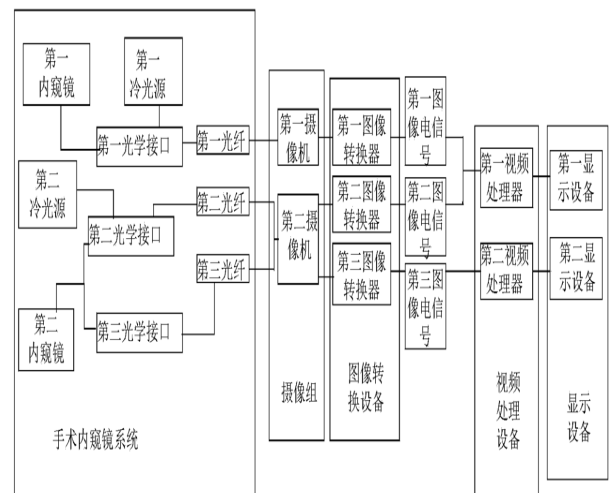 第一
内窥镜
第一
冷光源
第一光学接口
第一光纤
第二
冷光源
第二光学接口
第二光纤
第三光纤
第二
内窥镜
第三光学接口
手术内窥镜系统
第一摄
像机
第二摄
像机
摄像组
第一图像
转换器
第二图像
转换器
第三图像
转换器
图像转
换设备
第一图
像电信
号
第二图
像电信
号
第三图
像电信
号
第一视频
处理器
第二视频
处理器
视频
处理
设备
第一显
示设备
第二显
示设备
显示
设备